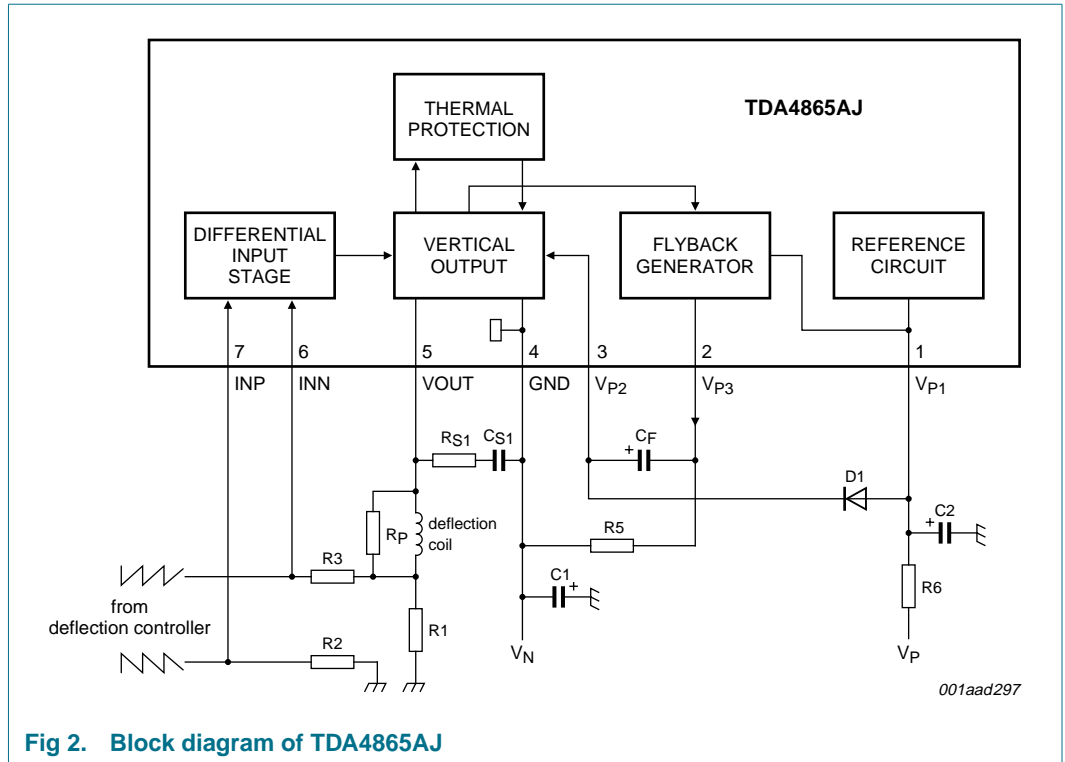 TDA4865AJ
THERMAL
PROTECTION
DIFFERENTIAL
INPUT
STAGE
VERTICAL
OUTPUT
FLYBACK
GENERATOR
REFERENCE
CIRCUIT
7 6 5 4 3 2 1
INP INN VOUT GND VP2 VP3 VP1
RS1 CS1
+ CF
D1
RP
deflection
coil
R5
+ C2
R3
C1 +
R6
from
deflection controller
R1
R2
VN
VP
001aad297
Fig 2. Block diagram of TDA4865AJ